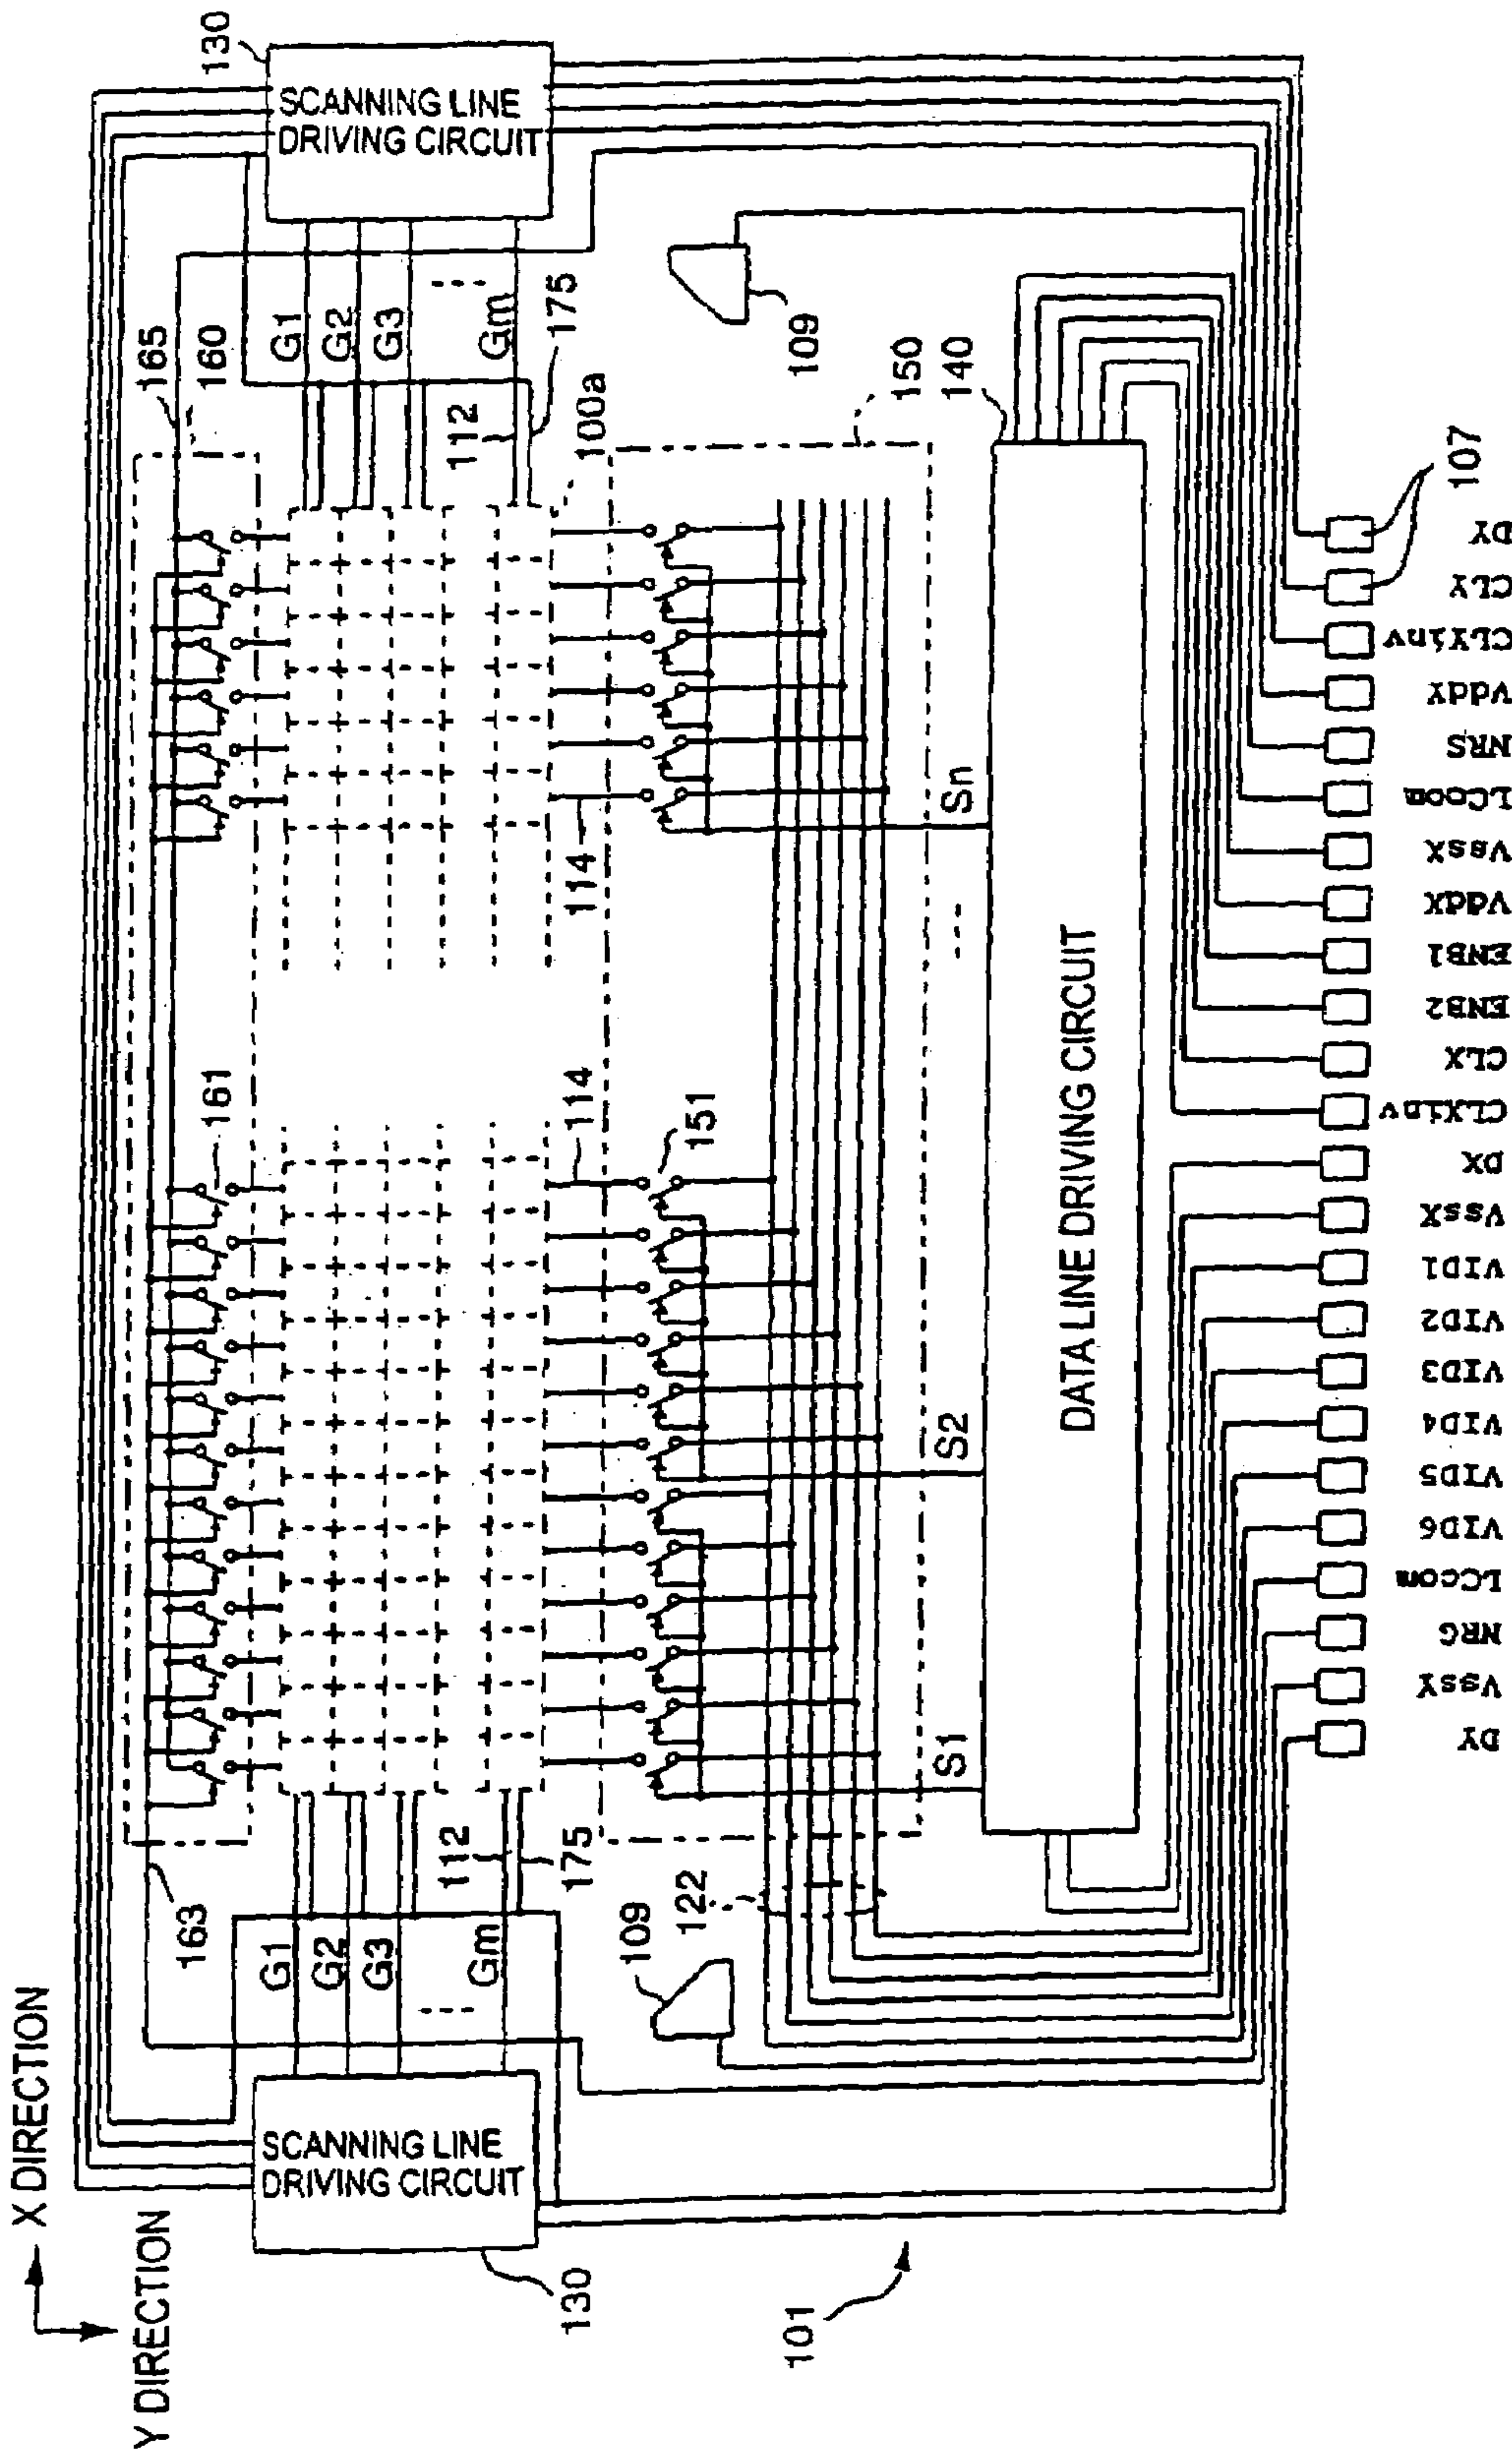 X DIRECTION
Y DIRECTION
130
SCANNING LINE
DRIVING CIRCUIT
163
G1
G2
G3
Gm
112
175
161
165
160
G1
G2
G3
Gm
112
175
100a
130
SCANNING LINE
DRIVING CIRCUIT
109
122
114
151
114
109
150
140
S1
S2
Sn
DATA LINE DRIVING CIRCUIT
101
107
DY
VssY
NRG
LCcom
VID6
VID5
VID4
VID3
VID2
VID1
VssX
DX
CLXinv
CLX
ENB2
ENB1
VddX
VssX
LCcom
NRS
VddY
CLYinv
CLY
DY